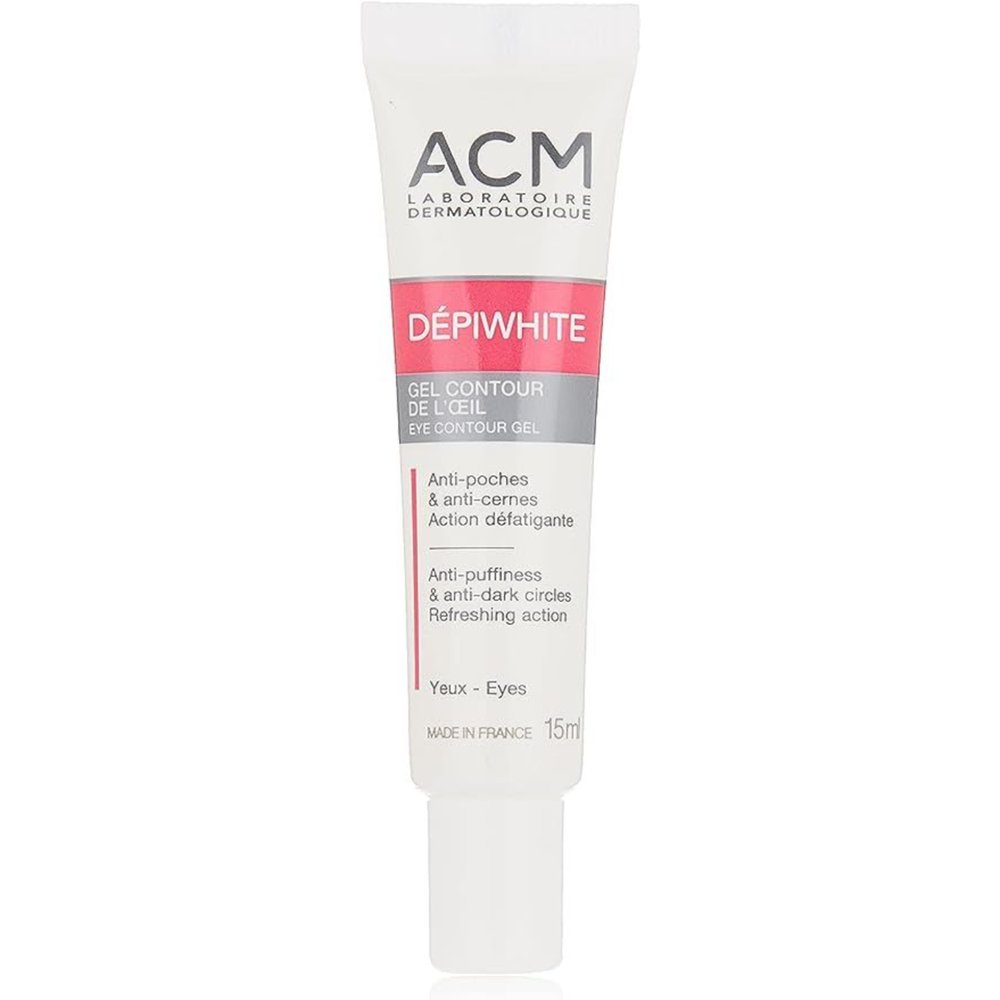 ACM
LABORATOIRE
DERMATOLOGIQUE
DÉPIWHITE
GEL CONTOUR
DE L'ŒIL
EYE CONTOUR GEL
Anti-poches
& anti-cernes
Action défatigante
Anti-puffiness
& anti-dark circles
Refreshing action
Yeux - Eyes
MADE IN FRANCE 15ml